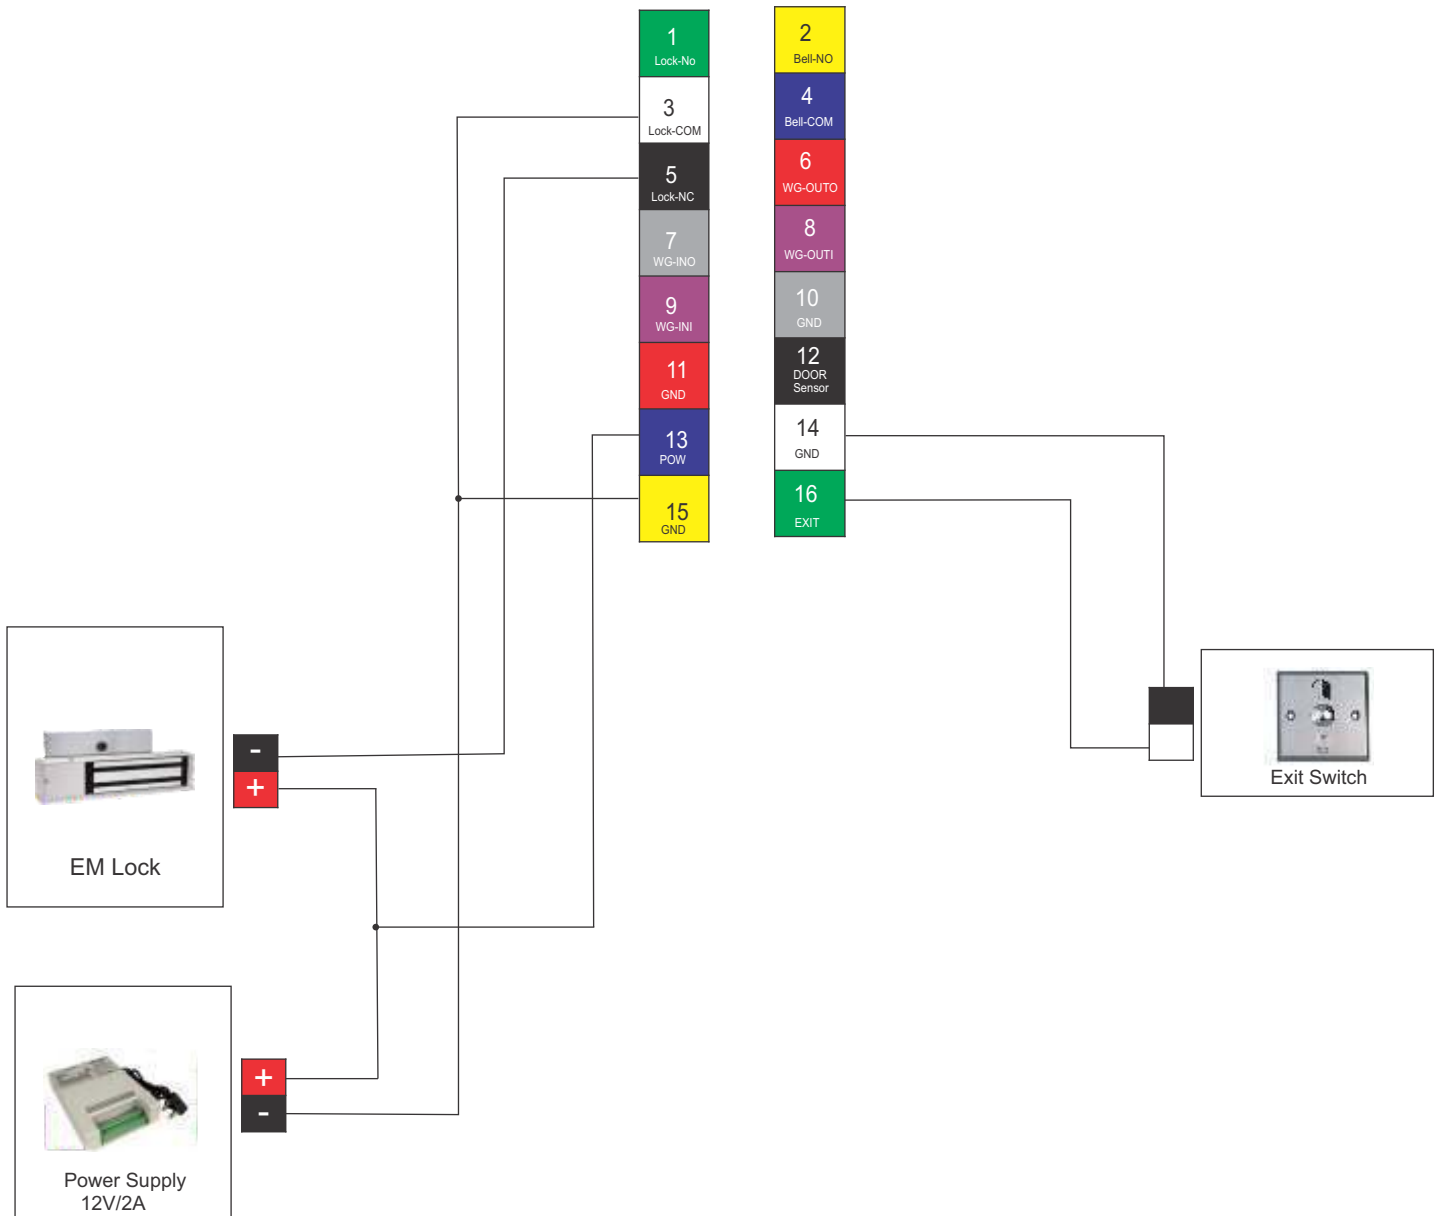 1
Lock-No
3
Lock-COM
5
Lock-NC
7
WG-INO
9
WG-INI
11
GND
13
POW
15
GND
2
Bell-NO
4
Bell-COM
6
WG-OUTO
8
WG-OUTI
10
GND
12
DOOR
Sensor
14
GND
16
EXIT
-
+
EM Lock
+
-
Power Supply
12V/2A
Exit Switch